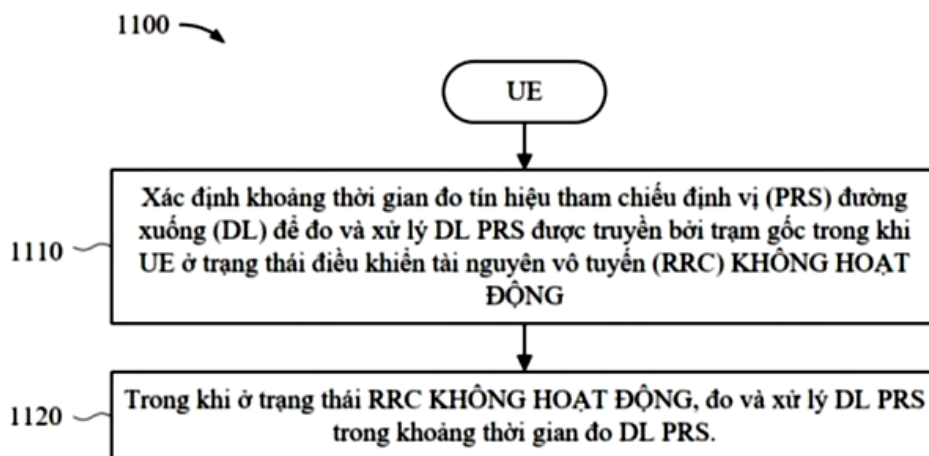 1100
UE
Xác định khoảng thời gian đo tín hiệu tham chiếu định vị (PRS) đường
xuống (DL) để đo và xử lý DL PRS được truyền bởi trạm gốc trong khi
UE ở trạng thái điều khiển tài nguyên vô tuyến (RRC) KHÔNG HOẠT
ĐỘNG
1110
Trong khi ở trạng thái RRC KHÔNG HOẠT ĐỘNG, đo và xử lý DL PRS
trong khoảng thời gian đo DL PRS.
1120